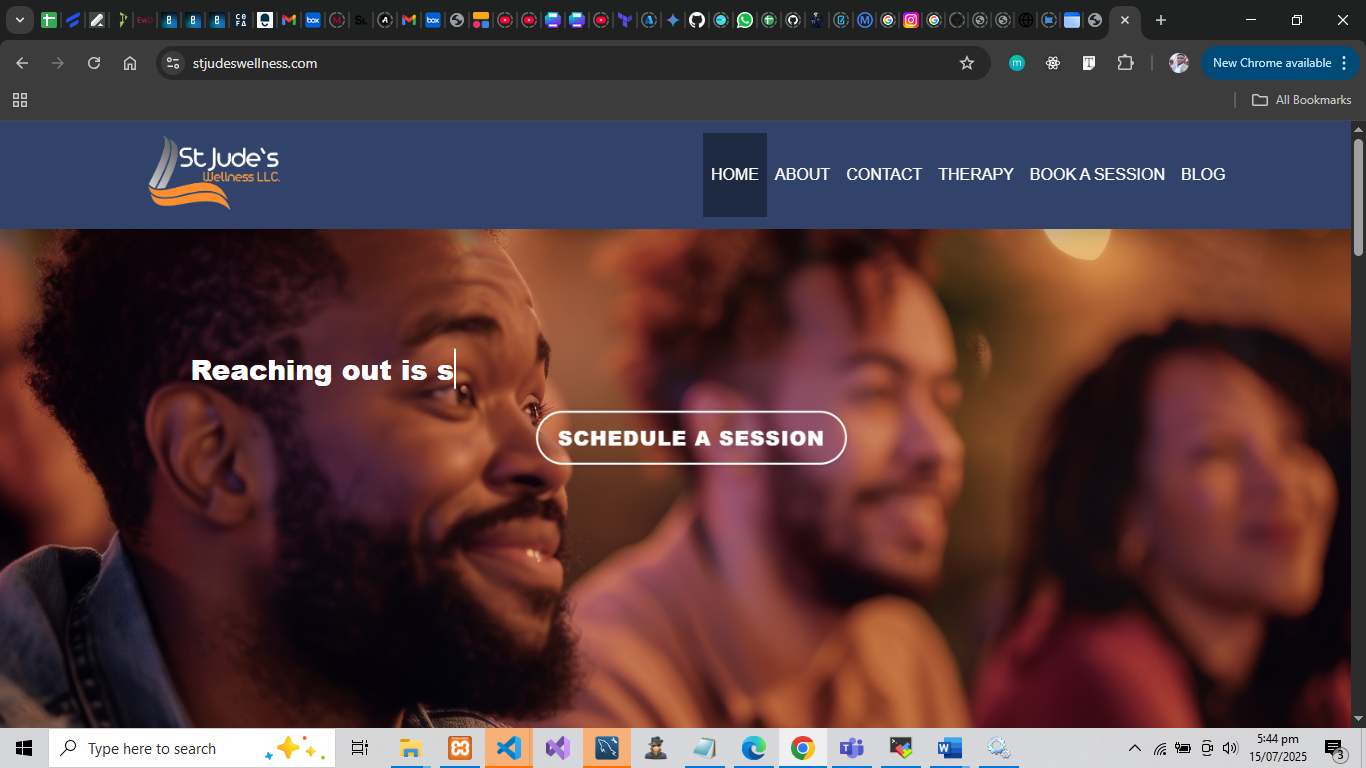 stjudeswellness.com
New Chrome available
All Bookmarks
St Jude's
Wellness LLC.
HOME ABOUT CONTACT THERAPY BOOK A SESSION BLOG
Reaching out is s
SCHEDULE A SESSION
Type here to search
5:44 pm
15/07/2025
3